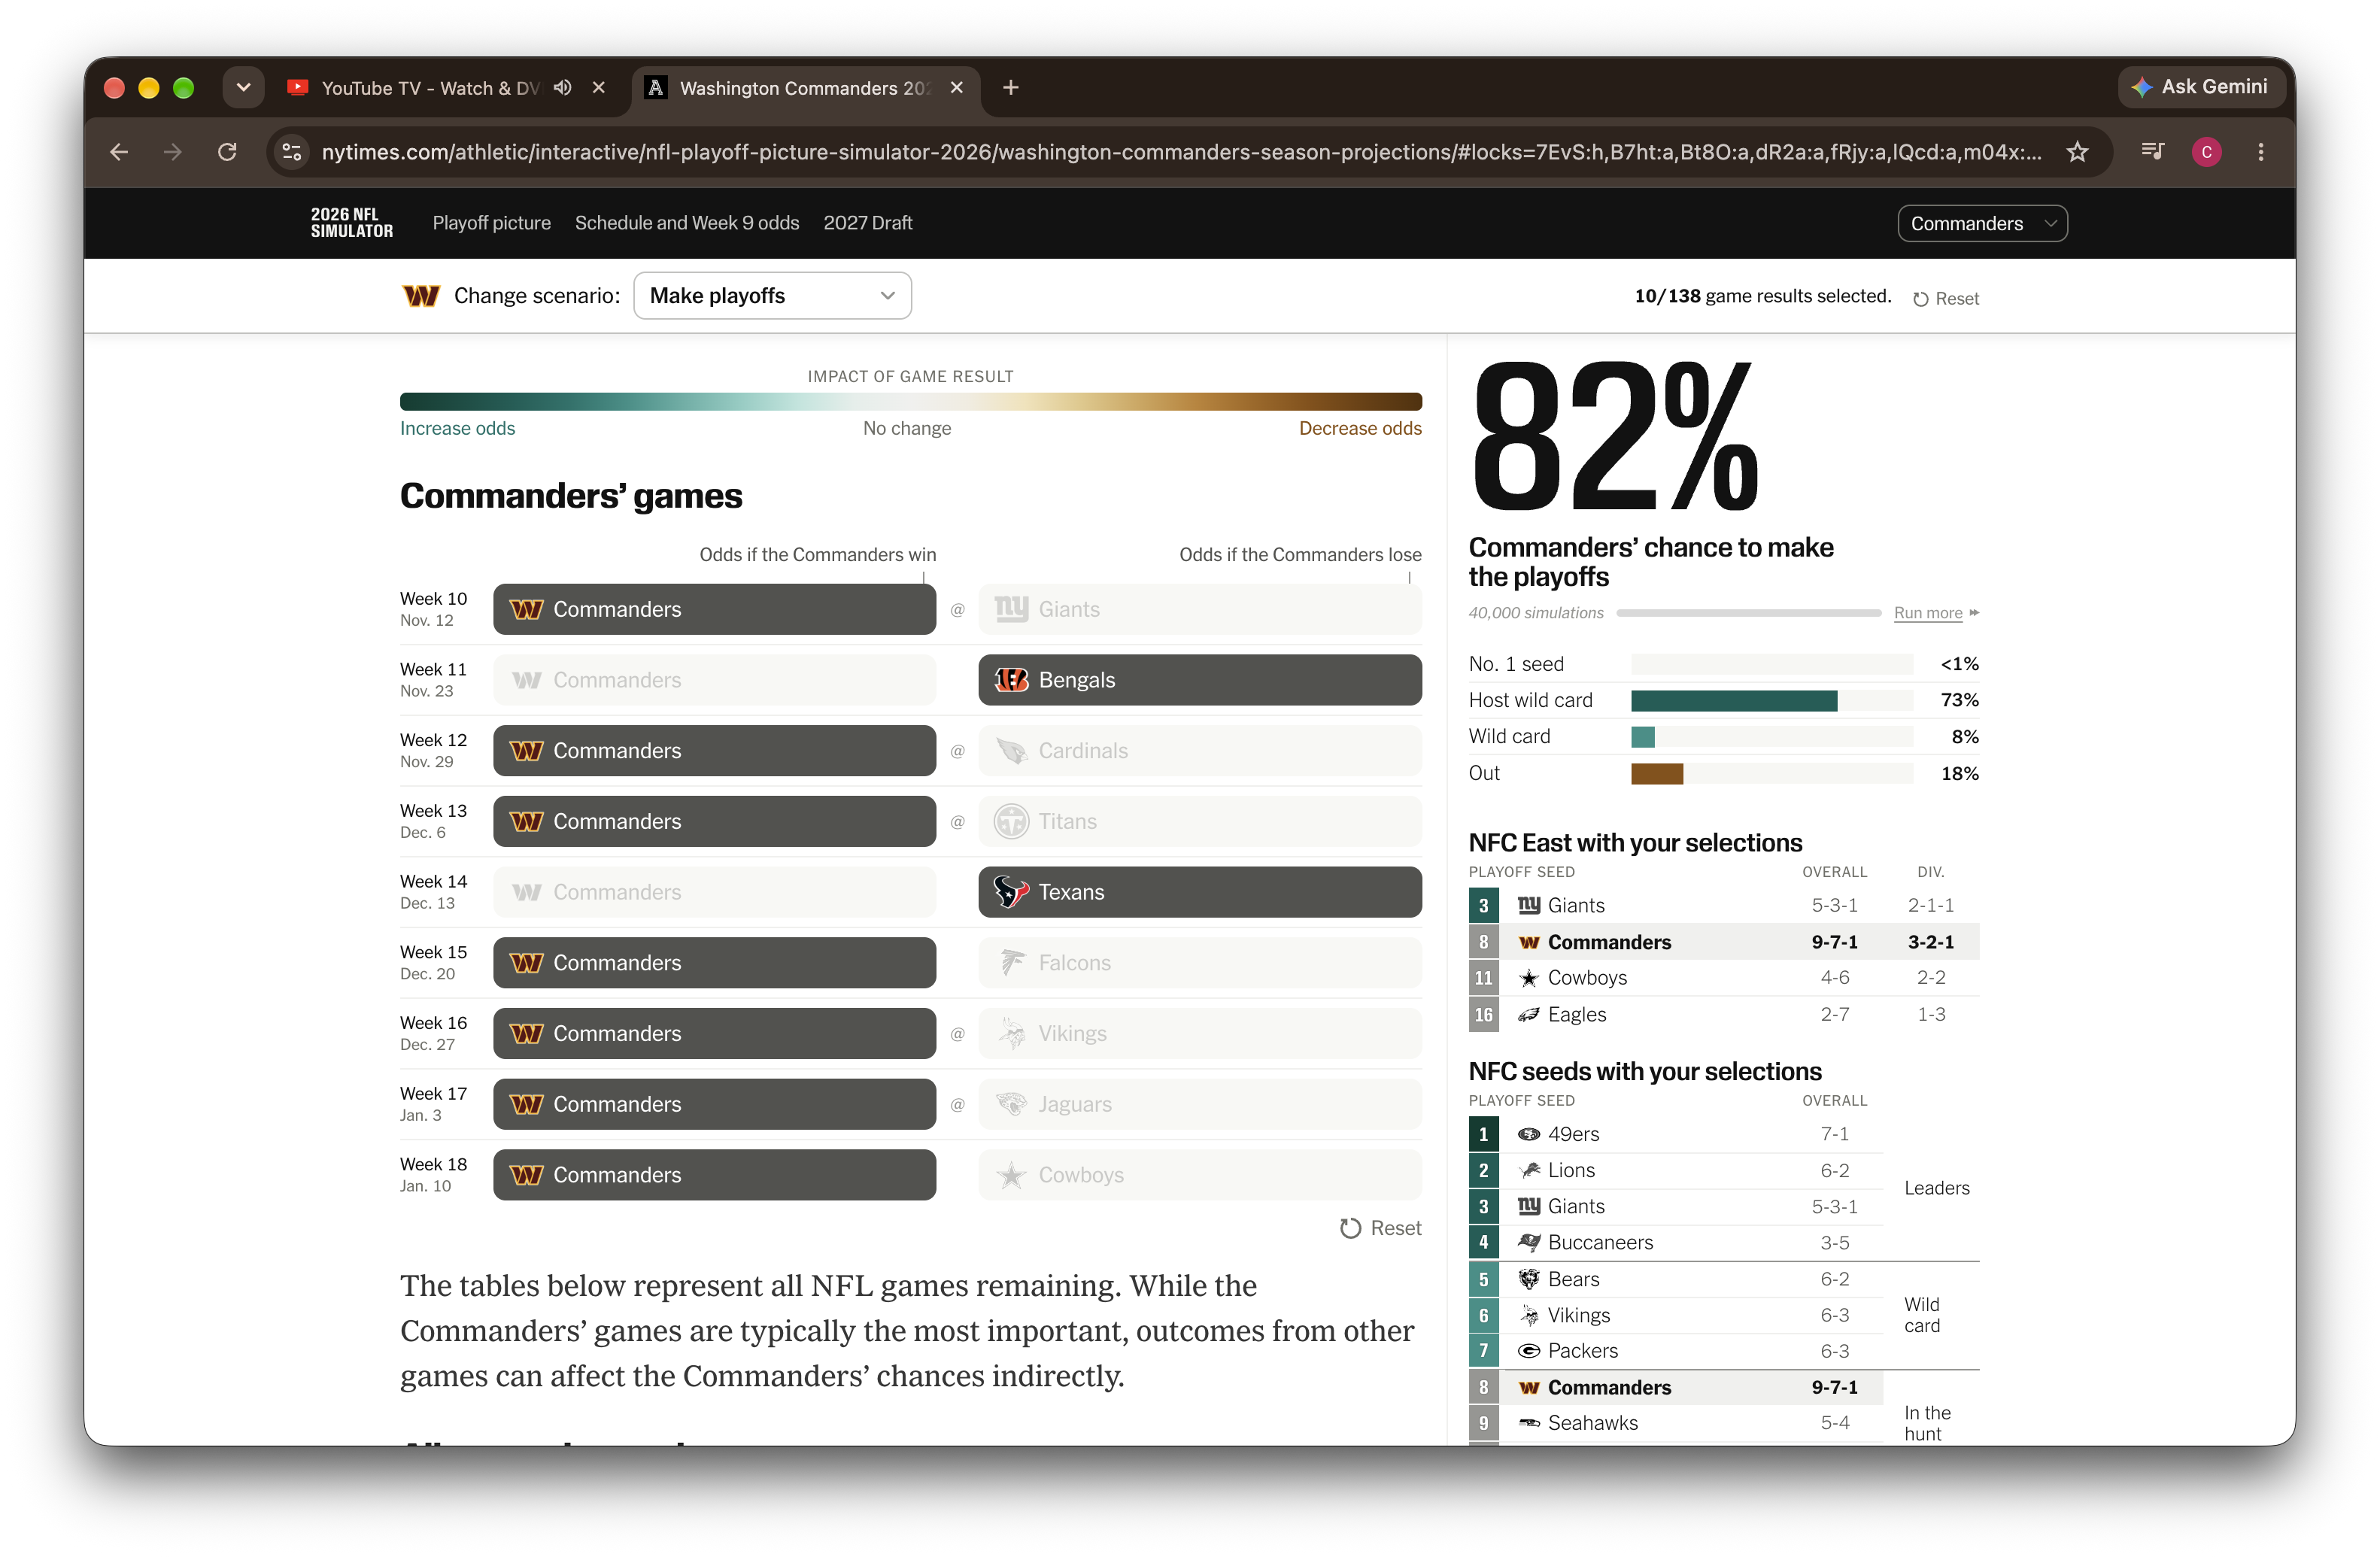 YouTube TV - Watch & DV
Washington Commanders 202
Ask Gemini
nytimes.com/athletic/interactive/nfl-playoff-picture-simulator-2026/washington-commanders-season-projections/#locks=7EvS:h,B7ht:a,Bt8O:a,dR2a:a,fRjy:a,lQcd:a,m04x:...
C
2026 NFL
SIMULATOR
Playoff picture
Schedule and Week 9 odds
2027 Draft
Commanders
Change scenario:
Make playoffs
10/138 game results selected.
Reset
IMPACT OF GAME RESULT
Increase odds
No change
Decrease odds
Commanders’ games
Odds if the Commanders win
Odds if the Commanders lose
Week 10
Nov. 12
Commanders
@
Giants
Week 11
Nov. 23
Commanders
Bengals
Week 12
Nov. 29
Commanders
@
Cardinals
Week 13
Dec. 6
Commanders
@
Titans
Week 14
Dec. 13
Commanders
Texans
Week 15
Dec. 20
Commanders
Falcons
Week 16
Dec. 27
Commanders
@
Vikings
Week 17
Jan. 3
Commanders
@
Jaguars
Week 18
Jan. 10
Commanders
Cowboys
Reset
The tables below represent all NFL games remaining. While the
Commanders’ games are typically the most important, outcomes from other
games can affect the Commanders’ chances indirectly.
82%
Commanders’ chance to make
the playoffs
40,000 simulations
Run more
No. 1 seed <1%
Host wild card 73%
Wild card 8%
Out 18%
NFC East with your selections
PLAYOFF SEED OVERALL DIV.
3 Giants 5-3-1 2-1-1
8 Commanders 9-7-1 3-2-1
11 Cowboys 4-6 2-2
16 Eagles 2-7 1-3
NFC seeds with your selections
PLAYOFF SEED OVERALL
1 49ers 7-1
2 Lions 6-2
3 Giants 5-3-1
4 Buccaneers 3-5
Leaders
5 Bears 6-2
6 Vikings 6-3
7 Packers 6-3
Wild
card
8 Commanders 9-7-1
9 Seahawks 5-4
In the
hunt